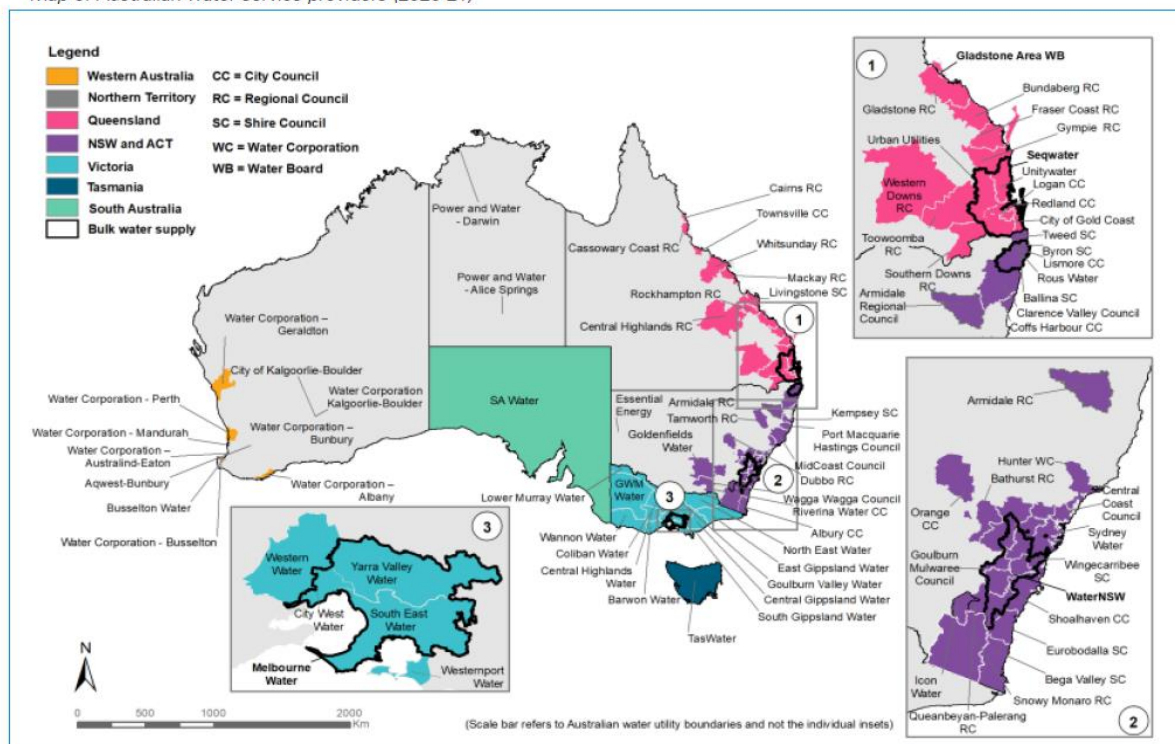 Map of Australian water service providers (2020-21)
Legend
Western Australia
Northern Territory
Queensland
NSW and ACT
Victoria
Tasmania
South Australia
Bulk water supply
CC = City Council
RC = Regional Council
SC = Shire Council
WC = Water Corporation
WB = Water Board
Power and Water
- Darwin
Power and Water
- Alice Springs
Water Corporation –
Geraldton
City of Kalgoorlie-Boulder
Water Corporation
Kalgoorlie-Boulder
Water Corporation - Perth
Water Corporation - Mandurah
Water Corporation –
Bunbury
Water Corporation –
Australind-Eaton
Aqwest-Bunbury
Busselton Water
Water Corporation - Busselton
Water Corporation –
Albany
SA Water
Cairns RC
Townsville CC
Cassowary Coast RC
Whitsunday RC
Mackay RC
Livingstone SC
Rockhampton RC
Central Highlands RC
1
Essential
Energy
Armidale RC
Tamworth RC
Goldenfields
Water
Kempsey SC
Port Macquarie
Hastings Council
MidCoast Council
Dubbo RC
2
Wagga Wagga Council
Riverina Water CC
Albury CC
Lower Murray Water
GWM
Water
3
Wannon Water
Coliban Water
Central Highlands
Water
Barwon Water
North East Water
East Gippsland Water
Goulburn Valley Water
Central Gippsland Water
South Gippsland Water
TasWater
1
Gladstone Area WB
Gladstone RC
Bundaberg RC
Fraser Coast RC
Gympie RC
Urban Utilities
Seqwater
Unitywater
Logan CC
Western
Downs
RC
Redland CC
City of Gold Coast
Toowoomba
RC
Tweed SC
Byron SC
Lismore CC
Rous Water
Southern Downs
RC
Armidale
Regional
Council
Ballina SC
Clarence Valley Council
Coffs Harbour CC
Armidale RC
Hunter WC
Bathurst RC
Orange
CC
Central
Coast
Council
Sydney
Water
Goulburn
Mulwaree
Council
Wingecarribee
SC
WaterNSW
Shoalhaven CC
Eurobodalla SC
Icon
Water
Bega Valley SC
Snowy Monaro RC
Queanbeyan-Palerang
RC
2
3
Western
Water
Yarra Valley
Water
City West
Water
South East
Water
Melbourne
Water
Westernport
Water
N
0 500 1000 2000
Km
(Scale bar refers to Australian water utility boundaries and not the individual insets)